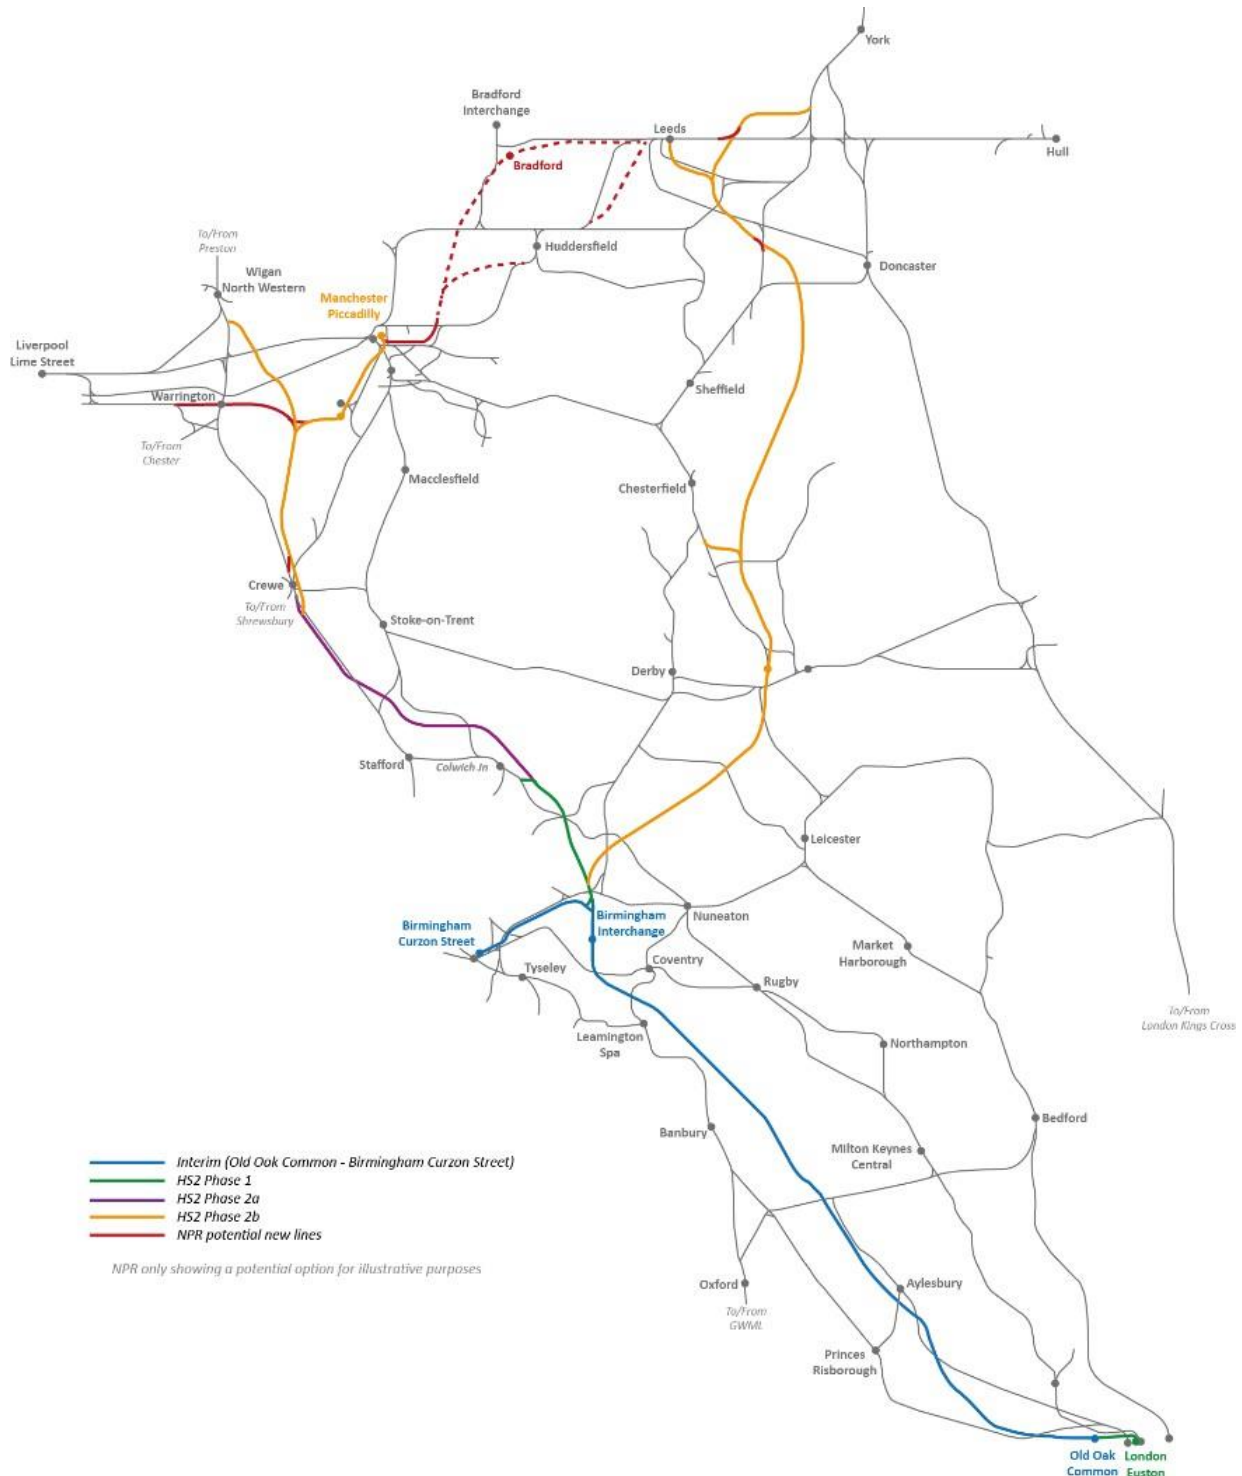 York
Bradford
Interchange
Leeds
Hull
Bradford
To/From
Preston
Huddersfield
Doncaster
Wigan
North Western
Manchester
Piccadilly
Liverpool
Lime Street
Sheffield
Warrington
To/From
Chester
Macclesfield
Chesterfield
Crewe
To/From
Shrewsbury
Stoke-on-Trent
Derby
Stafford
Colwich Jn
Leicester
Birmingham
Curzon Street
Birmingham
Interchange
Nuneaton
Market
Harborough
Tyseley
Coventry
Rugby
To/From
London Kings Cross
Leamington
Spa
Northampton
Bedford
Banbury
Milton Keynes
Central
Interim (Old Oak Common - Birmingham Curzon Street)
HS2 Phase 1
HS2 Phase 2a
HS2 Phase 2b
NPR potential new lines
NPR only showing a potential option for illustrative purposes
Oxford
To/From
GWML
Aylesbury
Princes
Risborough
Old Oak
Common
London
Euston